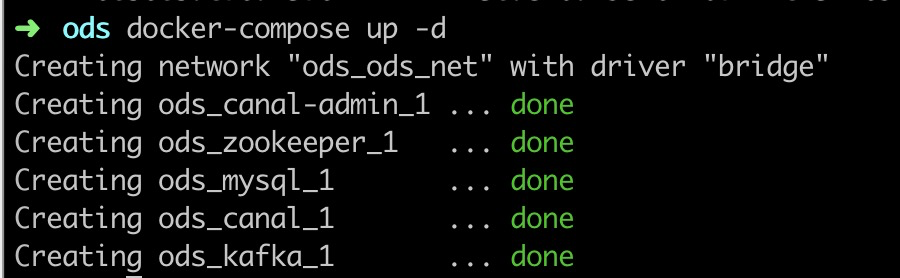 ➜ ods docker-compose up -d
Creating network "ods_ods_net" with driver "bridge"
Creating ods_canal-admin_1 ... done
Creating ods_zookeeper_1   ... done
Creating ods_mysql_1       ... done
Creating ods_canal_1       ... done
Creating ods_kafka_1       ... done